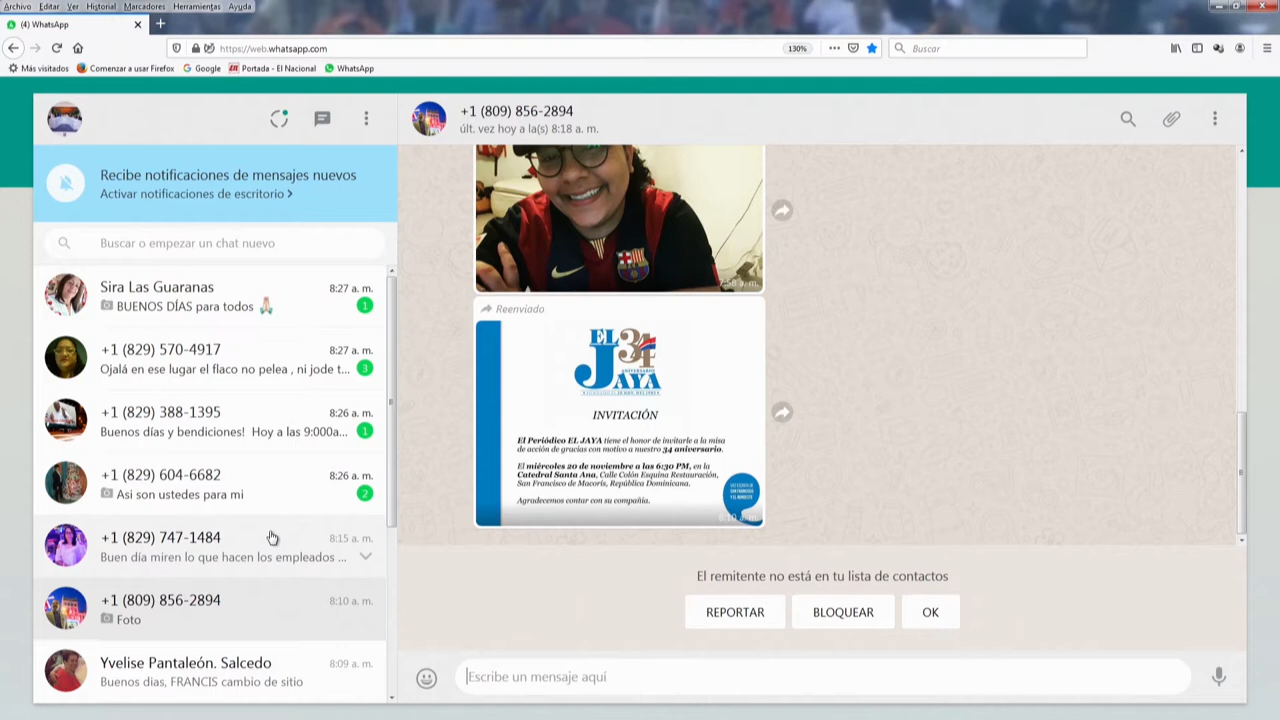 Archivo Editar Ver Historial Marcadores Herramientas Ayuda
(4) WhatsApp
https://web.whatsapp.com
130%
Buscar
Más visitados Comenzar a usar Firefox Google Portada - El Nacional WhatsApp
Recibe notificaciones de mensajes nuevos
Activar notificaciones de escritorio
Buscar o empezar un chat nuevo
Sira Las Guaranas 8:27 a. m.
BUENOS DÍAS para todos 1
+1 (829) 570-4917 8:27 a. m.
Ojalá en ese lugar el flaco no pelea , ni jode t... 3
+1 (829) 388-1395 8:26 a. m.
Buenos días y bendiciones! Hoy a las 9:000a... 1
+1 (829) 604-6682 8:26 a. m.
Asi son ustedes para mi 2
+1 (829) 747-1484 8:15 a. m.
Buen día miren lo que hacen los empleados ...
+1 (809) 856-2894 8:10 a. m.
Foto
Yvelise Pantaleón. Salcedo 8:09 a. m.
Buenos dias, FRANCIS cambio de sitio
+1 (809) 856-2894
últ. vez hoy a la(s) 8:18 a. m.
7:58 a. m.
Reenviado
EL JAYA
34
ANIVERSARIO
INVITACIÓN
El Periódico EL JAYA tiene el honor de invitarle a la misa
de acción de gracias con motivo a nuestro 34 aniversario.
El miércoles 20 de noviembre a las 6:30 PM, en la
Catedral Santa Ana, Calle Colón Esquina Restauración,
San Francisco de Macorís, República Dominicana.
Agradecemos contar con su compañía.
8:10 a. m.
El remitente no está en tu lista de contactos
REPORTAR BLOQUEAR OK
Escribe un mensaje aquí